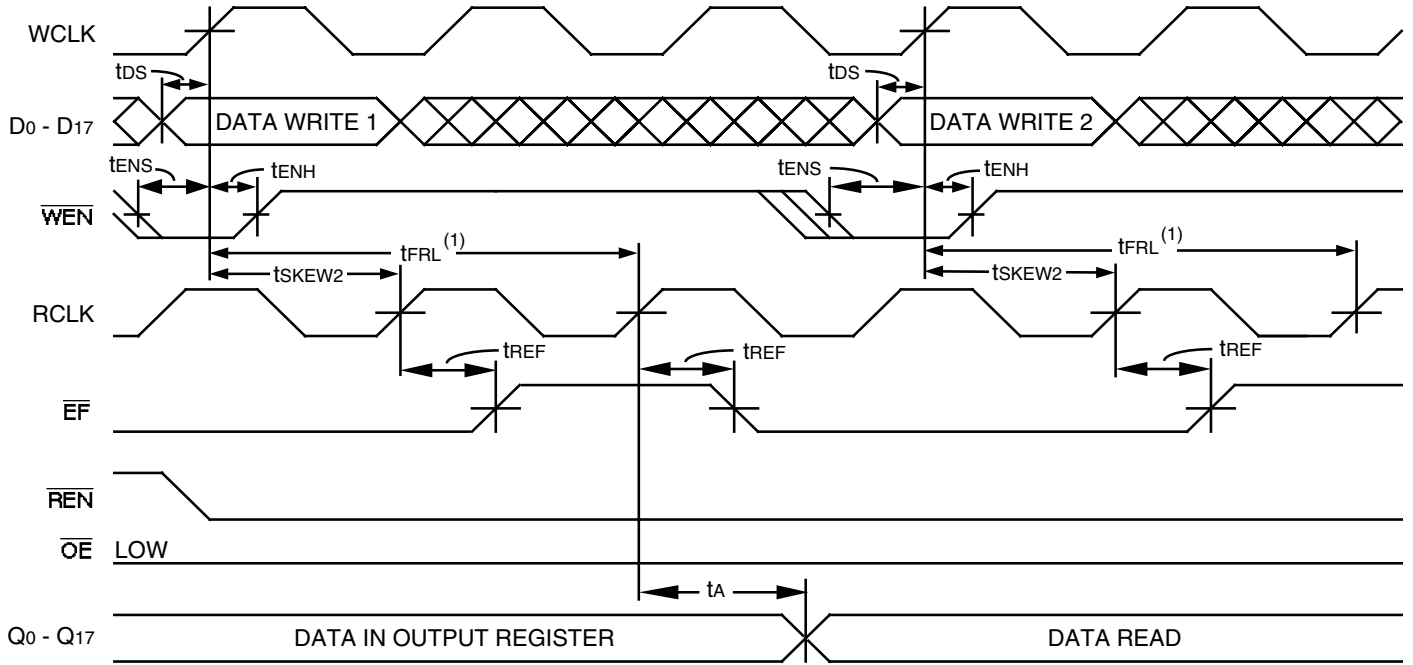 WCLK
tDS tDS
D0 - D17 DATA WRITE 1 DATA WRITE 2
tENS tENH tENS tENH
WEN
tFRL(1) tFRL(1)
tSKEW2 tSKEW2
RCLK
tREF tREF tREF
EF
REN
OE LOW
tA
Q0 - Q17 DATA IN OUTPUT REGISTER DATA READ